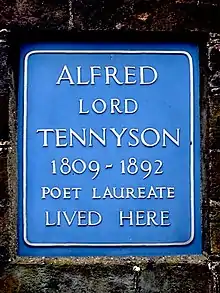 ALFRED
LORD
TENNYSON
1809 - 1892
POET LAUREATE
LIVED HERE